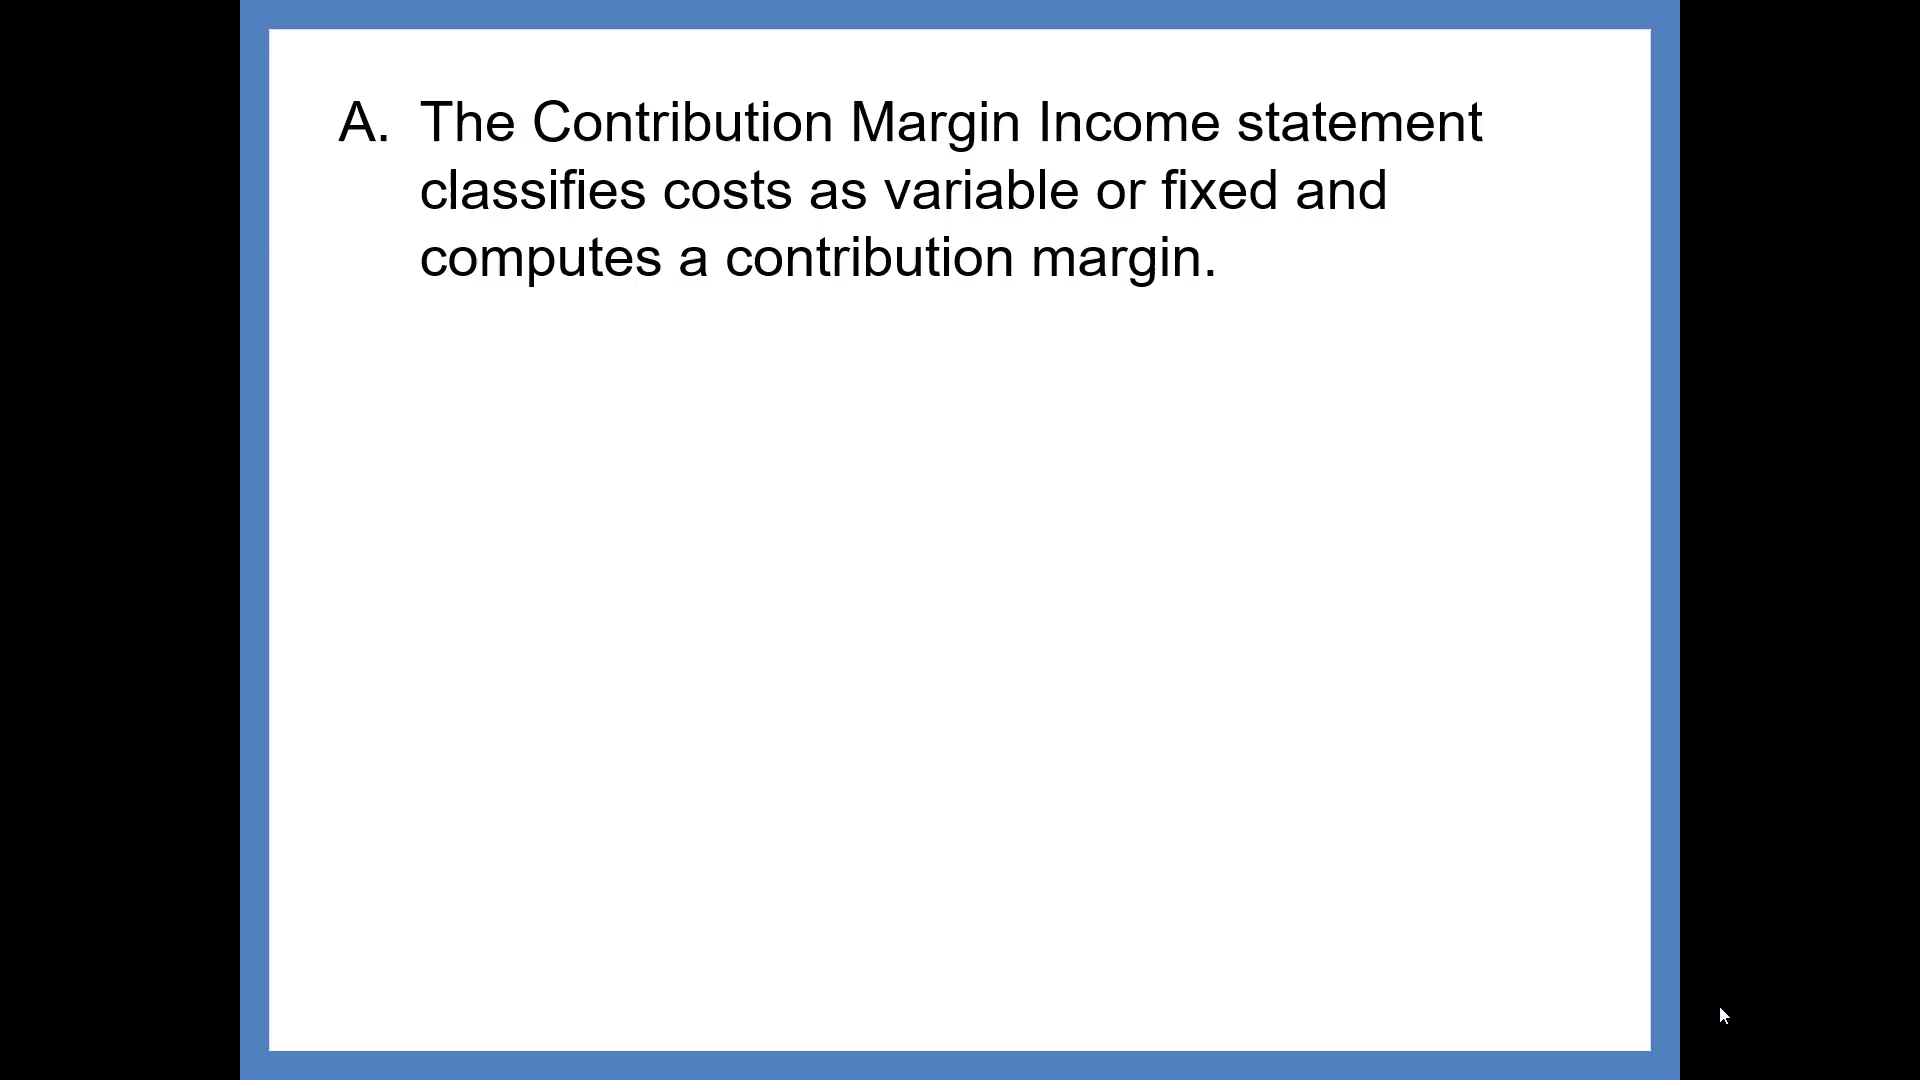 A. The Contribution Margin Income statement
classifies costs as variable or fixed and
computes a contribution margin.